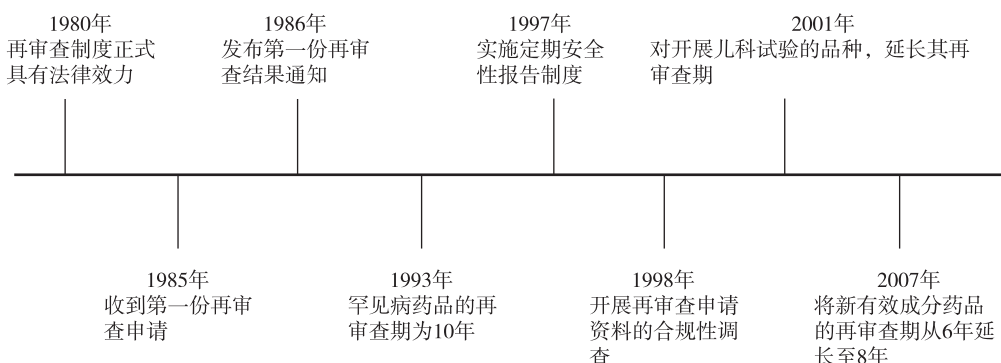 1980年
再审查制度正式
具有法律效力
1986年
发布第一份再审
查结果通知
1997年
实施定期安全
性报告制度
2001年
对开展儿科试验的品种，延长其再
审查期
1985年
收到第一份再审
查申请
1993年
罕见病药品的再
审查期为10年
1998年
开展再审查申请
资料的合规性调
查
2007年
将新有效成分药品
的再审查期从6年延
长至8年